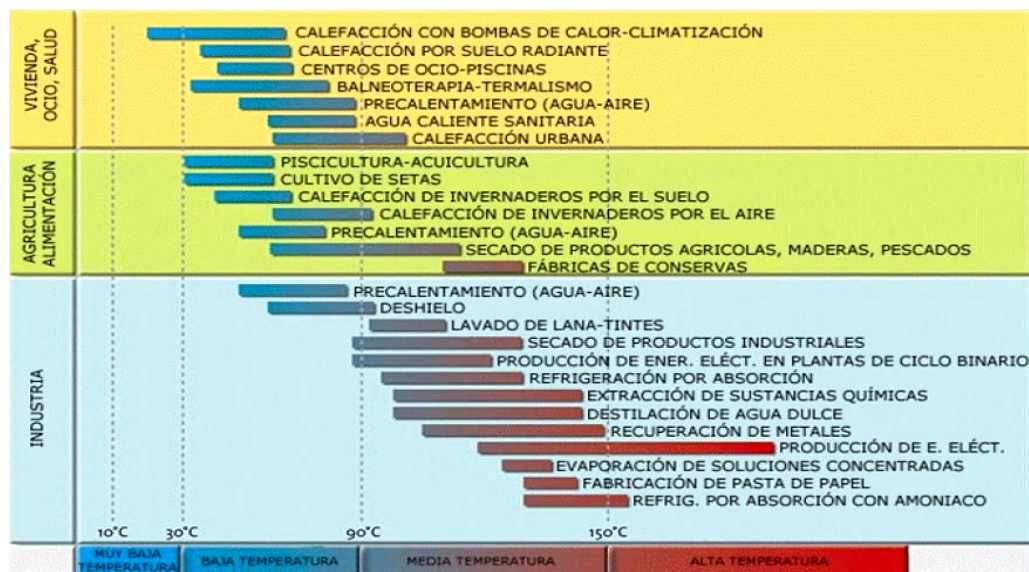 VIVIENDA,
OCIO, SALUD
CALEFACCIÓN CON BOMBAS DE CALOR-CLIMATIZACIÓN
CALEFACCIÓN POR SUELO RADIANTE
CENTROS DE OCIO-PISCINAS
BALNEOTERAPIA-TERMALISMO
PRECALENTAMIENTO (AGUA-AIRE)
AGUA CALIENTE SANITARIA
CALEFACCIÓN URBANA
AGRICULTURA
ALIMENTACIÓN
PISCICULTURA-ACUICULTURA
CULTIVO DE SETAS
CALEFACCIÓN DE INVERNADEROS POR EL SUELO
CALEFACCIÓN DE INVERNADEROS POR EL AIRE
PRECALENTAMIENTO (AGUA-AIRE)
SECADO DE PRODUCTOS AGRICOLAS, MADERAS, PESCADOS
FÁBRICAS DE CONSERVAS
INDUSTRIA
PRECALENTAMIENTO (AGUA-AIRE)
DESHIELO
LAVADO DE LANA-TINTES
SECADO DE PRODUCTOS INDUSTRIALES
PRODUCCIÓN DE ENER. ELÉCT. EN PLANTAS DE CICLO BINARIO
REFRIGERACIÓN POR ABSORCIÓN
EXTRACCIÓN DE SUSTANCIAS QUÍMICAS
DESTILACIÓN DE AGUA DULCE
RECUPERACIÓN DE METALES
PRODUCCIÓN DE E. ELÉCT.
EVAPORACIÓN DE SOLUCIONES CONCENTRADAS
FABRICACIÓN DE PASTA DE PAPEL
REFRIG. POR ABSORCIÓN CON AMONIACO
10°C 30°C 90°C 150°C
MUY BAJA
TEMPERATURA
BAJA TEMPERATURA
MEDIA TEMPERATURA
ALTA TEMPERATURA